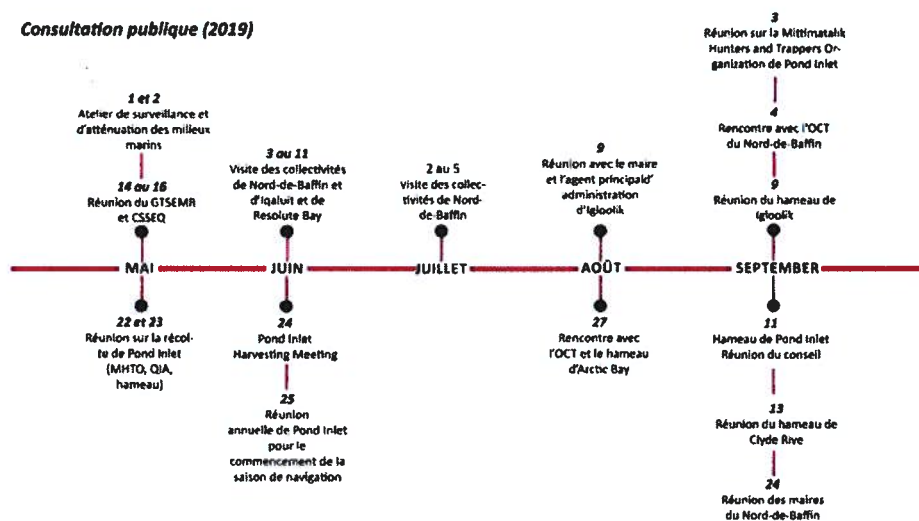 Consultation publique (2019)
1 et 2
Atelier de surveillance et
d'atténuation des milieux
marins
14 au 16
Réunion du GTSEMR
et CSSEQ
MAI
22 et 23
Réunion sur la récol-
te de Pond Inlet
(MHTO, QIA,
hameau)
3 au 11
Visite des collectivités
de Nord-de-Baffin et
d'Iqaluit et de
Resolute Bay
JUIN
24
Pond Inlet
Harvesting Meeting
25
Réunion
annuelle de Pond Inlet
pour le
commencement de la
saison de navigation
2 au 5
Visite des collec-
tivités de Nord-
de-Baffin
JUILLET
9
Réunion avec le maire
et l'agent principald'
administration
d'Igloolik
AOÛT
27
Rencontre avec
l'OCT et le hameau
d'Arctic Bay
3
Réunion sur la Mittimatalik
Hunters and Trappers Or-
ganization de Pond Inlet
4
Rencontre avec l'OCT
du Nord-de-Baffin
9
Réunion du hameau de
Igloolik
SEPTEMBER
11
Hameau de Pond Inlet
Réunion du conseil
13
Réunion du hameau de
Clyde Rive
24
Réunion des maires
du Nord-de-Baffin